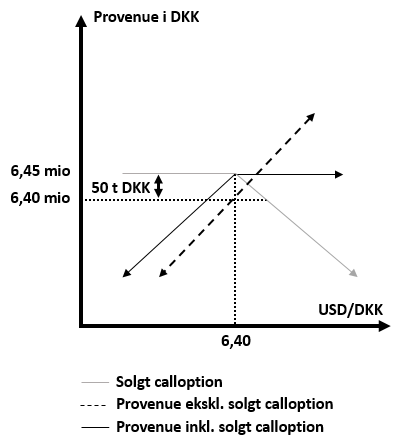 Provenue i DKK
6,45 mio
50 t DKK
6,40 mio
USD/DKK
6,40
Solgt calloption
Provenue ekskl. solgt calloption
Provenue inkl. solgt calloption